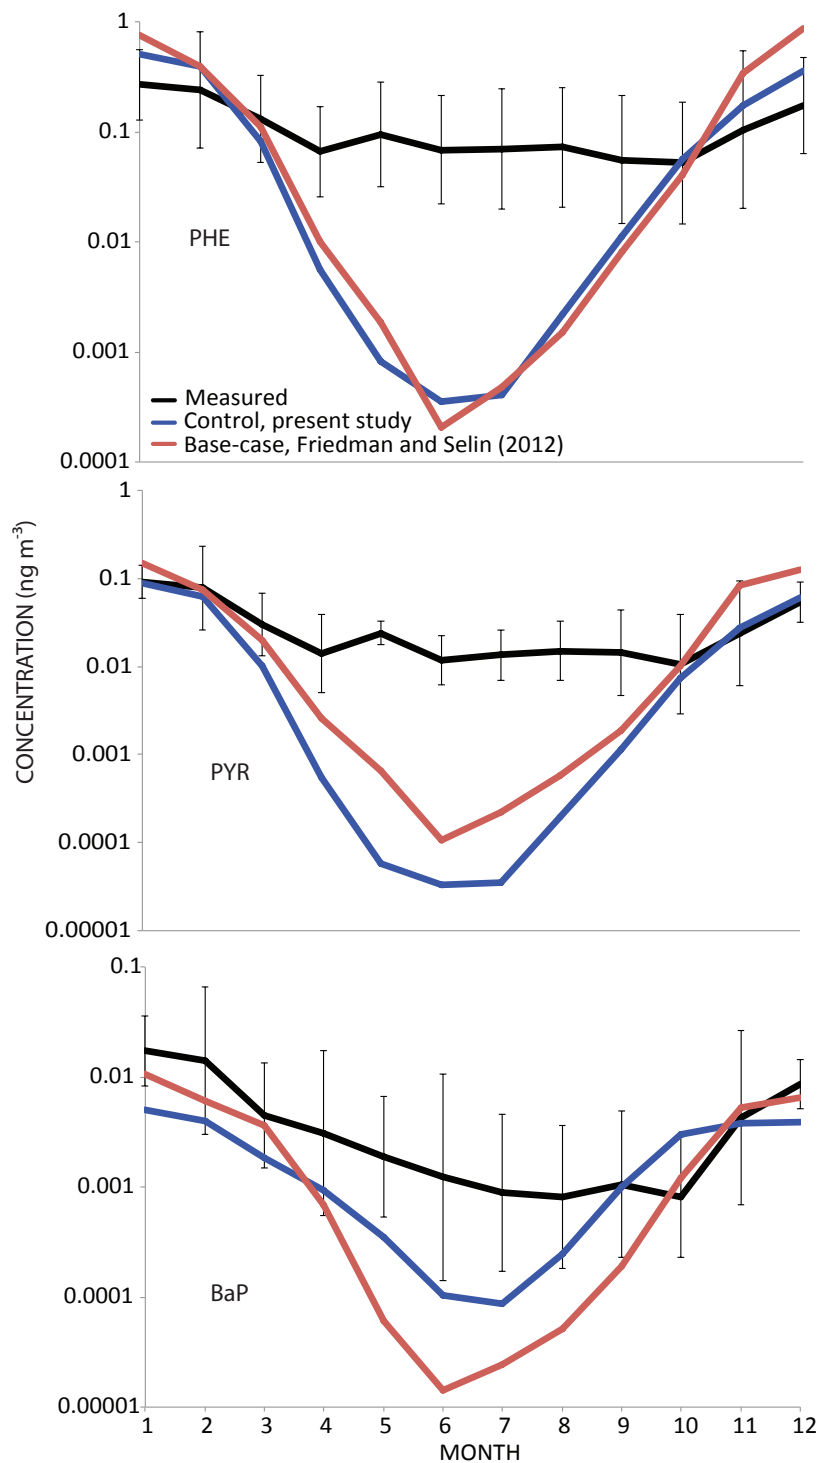 1
0.1
0.01
PHE
0.001
Measured
Control, present study
Base-case, Friedman and Selin (2012)
0.0001
CONCENTRATION (ng m⁻³)
1
0.1
0.01
0.001
PYR
0.0001
0.00001
0.1
0.01
0.001
0.0001
BaP
0.00001
1 2 3 4 5 6 7 8 9 10 11 12
MONTH